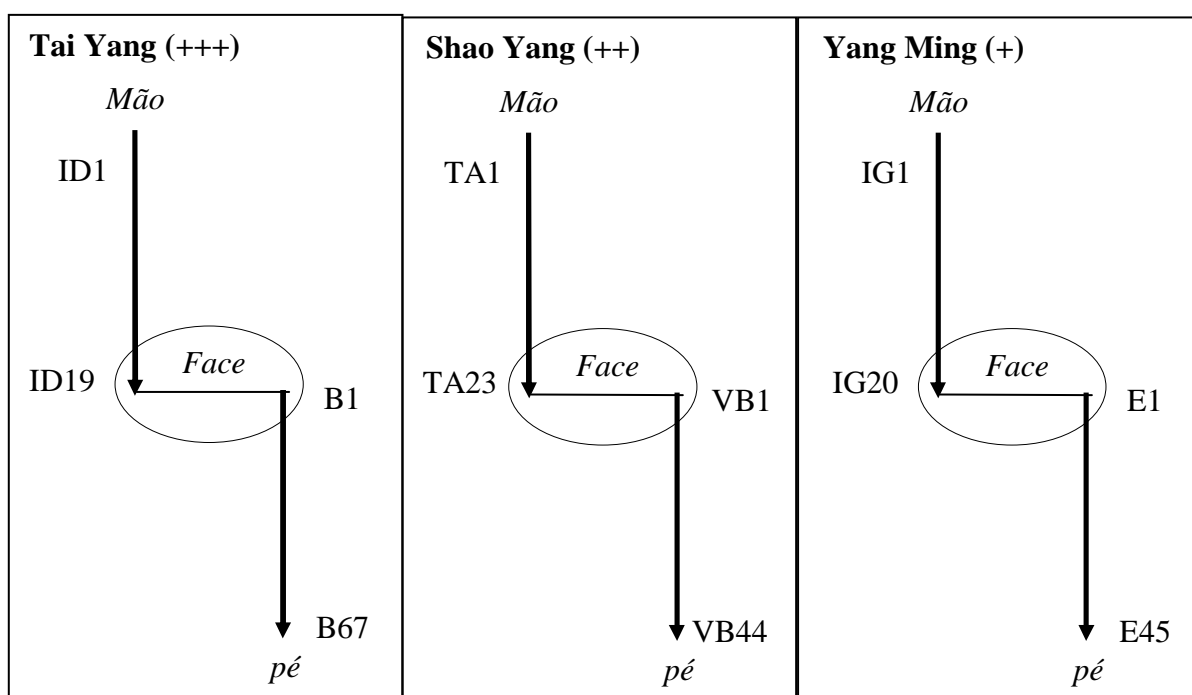 Tai Yang (+++)
Mão
ID1
Face
ID19
B1
B67
pé
Shao Yang (++)
Mão
TA1
Face
TA23
VB1
VB44
pé
Yang Ming (+)
Mão
IG1
Face
IG20
E1
E45
pé